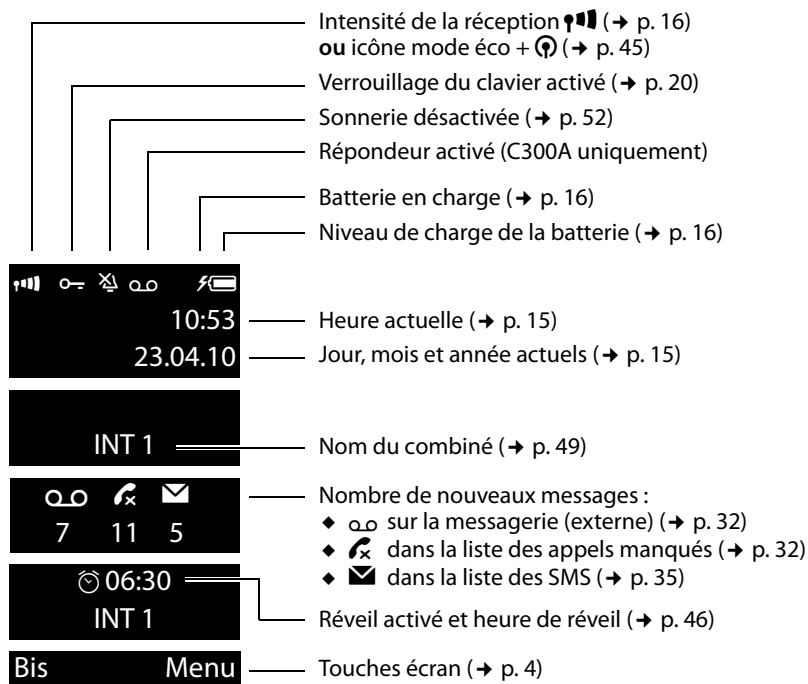 Intensité de la réception (➔ p. 16)
ou icône mode éco + (➔ p. 45)
Verrouillage du clavier activé (➔ p. 20)
Sonnerie désactivée (➔ p. 52)
Répondeur activé (C300A uniquement)
Batterie en charge (➔ p. 16)
Niveau de charge de la batterie (➔ p. 16)
10:53
Heure actuelle (➔ p. 15)
23.04.10
Jour, mois et année actuels (➔ p. 15)
INT 1
Nom du combiné (➔ p. 49)
Nombre de nouveaux messages :
7 11 5
◆ sur la messagerie (externe) (➔ p. 32)
◆ dans la liste des appels manqués (➔ p. 32)
◆ dans la liste des SMS (➔ p. 35)
06:30
INT 1
Réveil activé et heure de réveil (➔ p. 46)
Bis Menu
Touches écran (➔ p. 4)